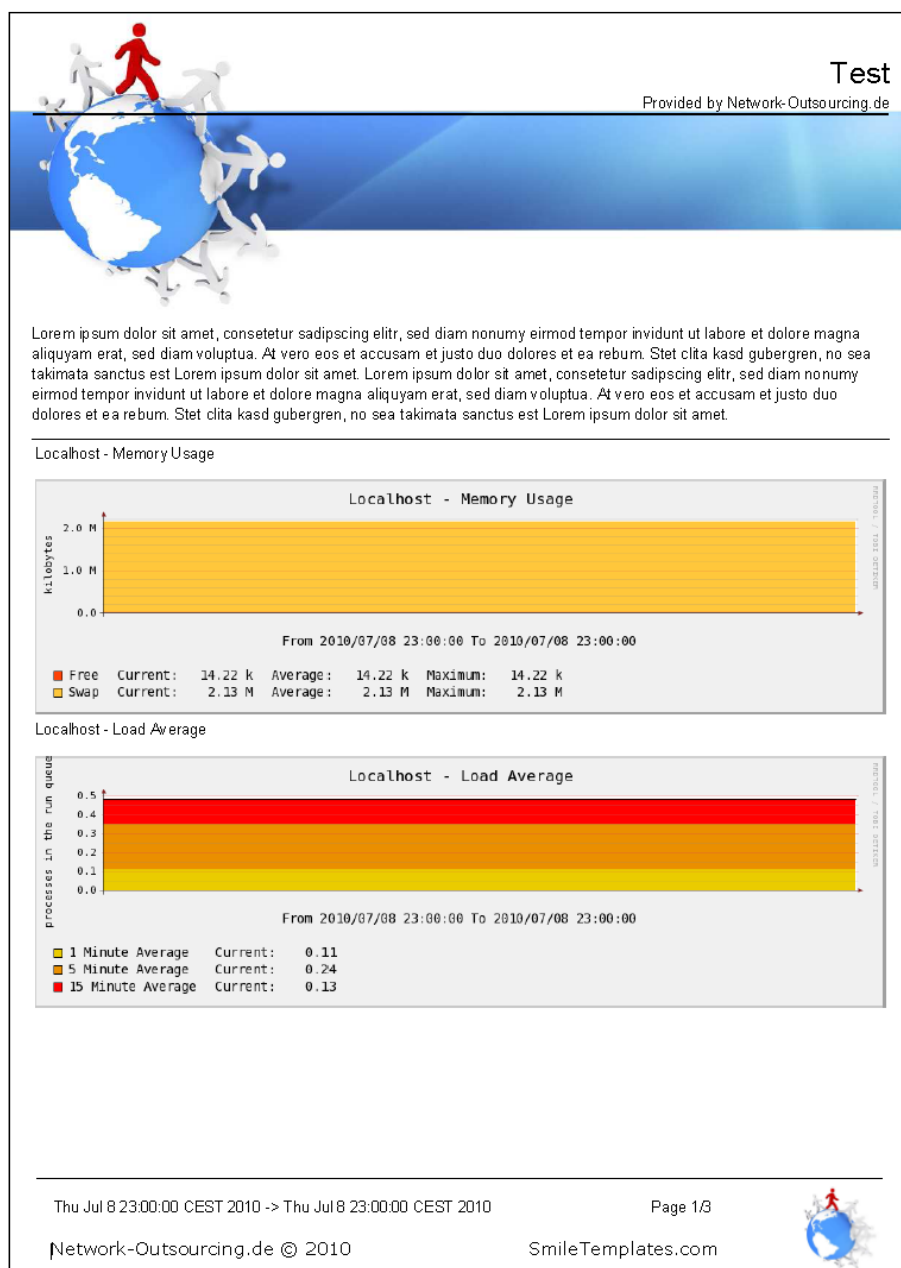 Test
Provided by Network-Outsourcing.de
Lorem ipsum dolor sit amet, consetetur sadipscing elitr, sed diam nonumy eirmod tempor invidunt ut labore et dolore magna
aliquyam erat, sed diam voluptua. At vero eos et accusam et justo duo dolores et ea rebum. Stet clita kasd gubergren, no sea
takimata sanctus est Lorem ipsum dolor sit amet. Lorem ipsum dolor sit amet, consetetur sadipscing elitr, sed diam nonumy
eirmod tempor invidunt ut labore et dolore magna aliquyam erat, sed diam voluptua. At vero eos et accusam et justo duo
dolores et ea rebum. Stet clita kasd gubergren, no sea takimata sanctus est Lorem ipsum dolor sit amet.
Localhost - Memory Usage
Localhost - Memory Usage
RRDTOOL / TOBI OETIKER
kilobytes
2.0 M
1.0 M
0.0
From 2010/07/08 23:00:00 To 2010/07/08 23:00:00
Free Current: 14.22 k Average: 14.22 k Maximum: 14.22 k
Swap Current: 2.13 M Average: 2.13 M Maximum: 2.13 M
Localhost - Load Average
Localhost - Load Average
RRDTOOL / TOBI OETIKER
processes in the run queue
0.5
0.4
0.3
0.2
0.1
0.0
From 2010/07/08 23:00:00 To 2010/07/08 23:00:00
1 Minute Average Current: 0.11
5 Minute Average Current: 0.24
15 Minute Average Current: 0.13
Thu Jul 8 23:00:00 CEST 2010 -> Thu Jul 8 23:00:00 CEST 2010 Page 1/3
Network-Outsourcing.de © 2010 SmileTemplates.com